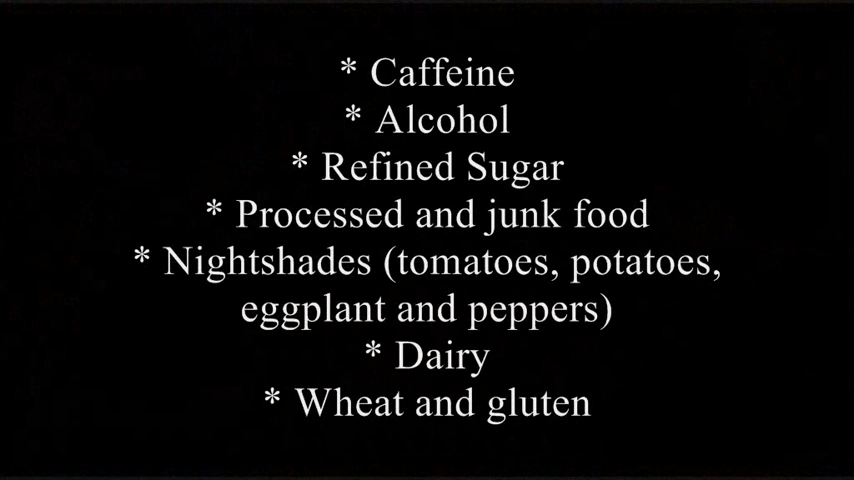 * Caffeine
* Alcohol
* Refined Sugar
* Processed and junk food
* Nightshades (tomatoes, potatoes,
eggplant and peppers)
* Dairy
* Wheat and gluten